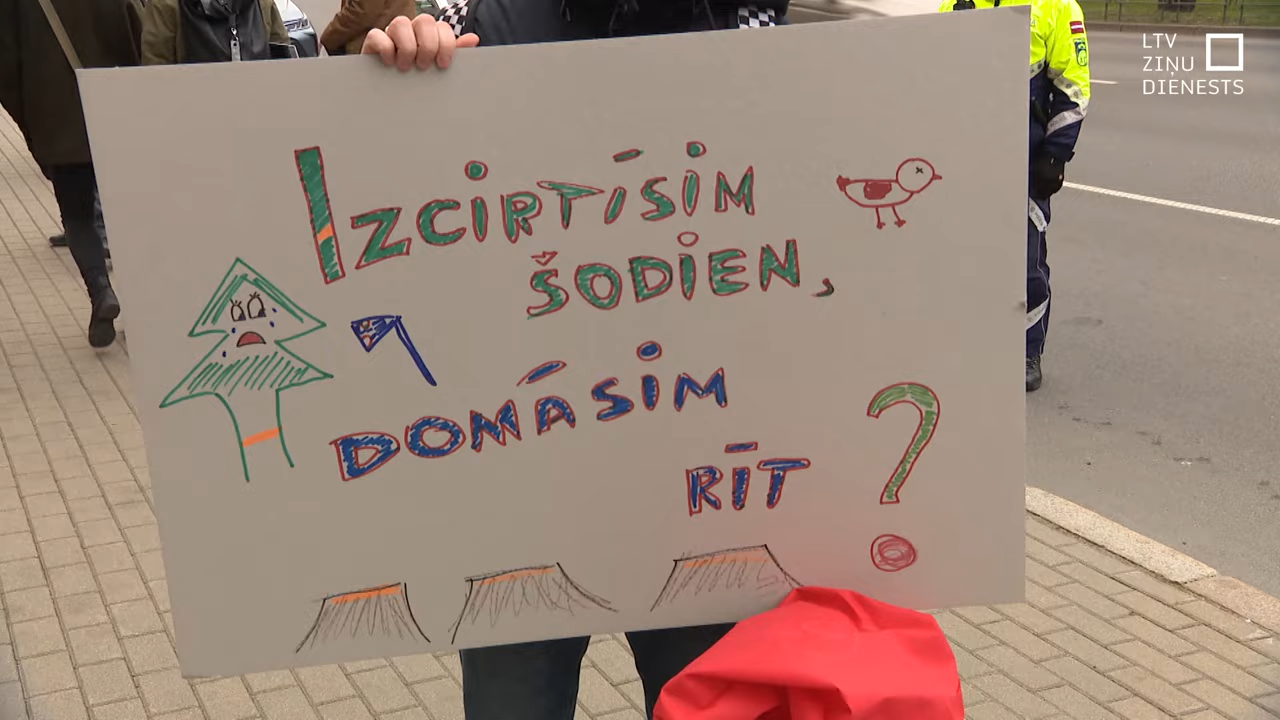 LTV
ZIŅU
DIENESTS
IZCIRTĪSIM
ŠODIEN,
DOMĀSIM
RĪT ?